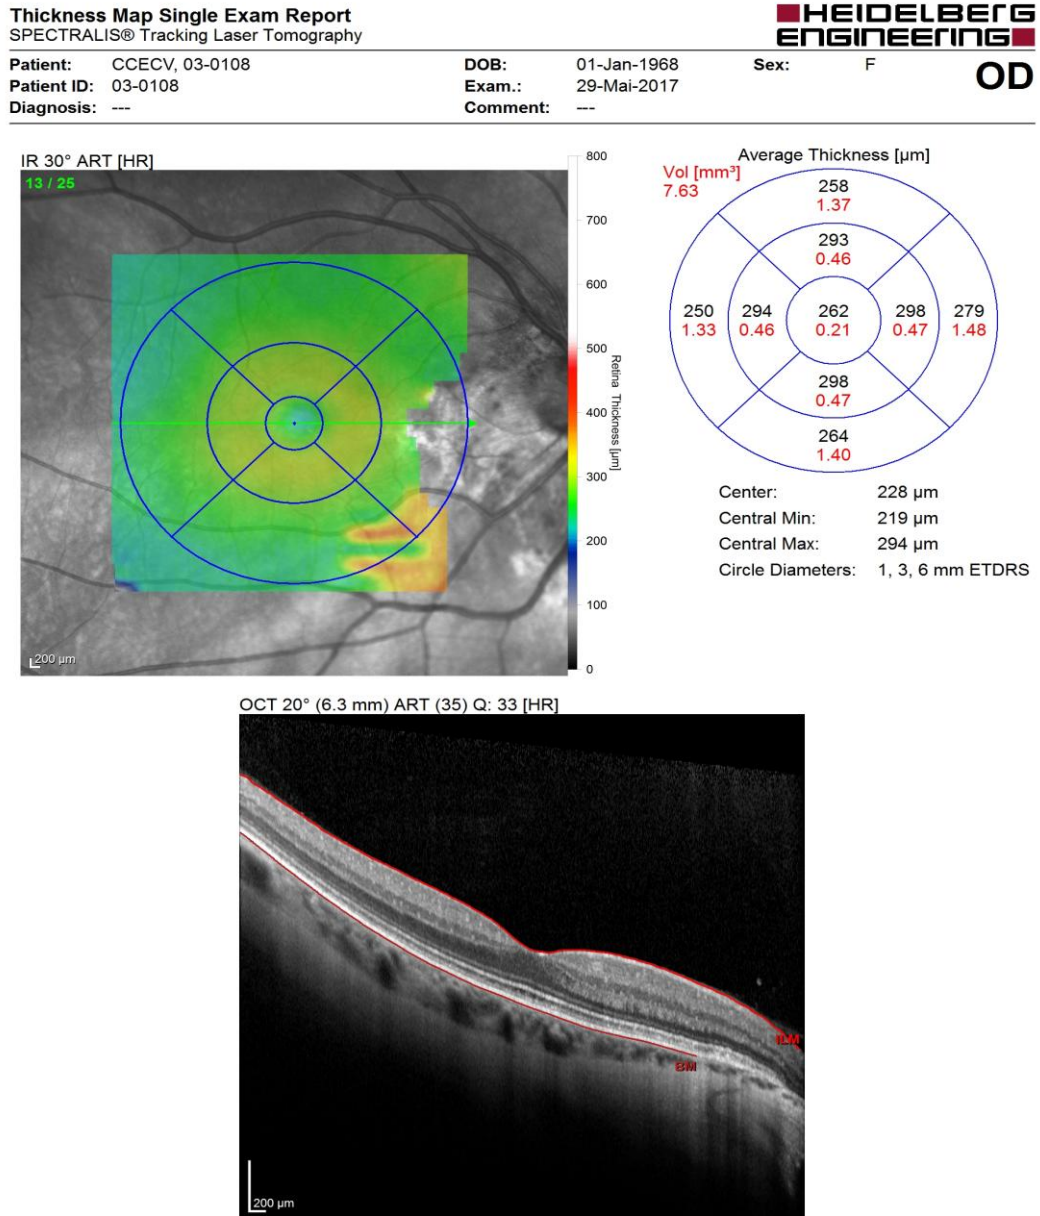 Thickness Map Single Exam Report
SPECTRALIS® Tracking Laser Tomography
HEIDELBERG
ENGINEERING
Patient: CCECV, 03-0108 DOB: 01-Jan-1968 Sex: F
Patient ID: 03-0108 Exam.: 29-Mai-2017
Diagnosis: --- Comment: ---
OD
IR 30° ART [HR]
13 / 25
800
700
600
500
400
300
200
100
0
Retina Thickness [µm]
200 µm
Average Thickness [µm]
Vol [mm³]
7.63
258
1.37
293
0.46
250 294 262 298 279
1.33 0.46 0.21 0.47 1.48
298
0.47
264
1.40
Center: 228 µm
Central Min: 219 µm
Central Max: 294 µm
Circle Diameters: 1, 3, 6 mm ETDRS
OCT 20° (6.3 mm) ART (35) Q: 33 [HR]
ILM
BM
200 µm